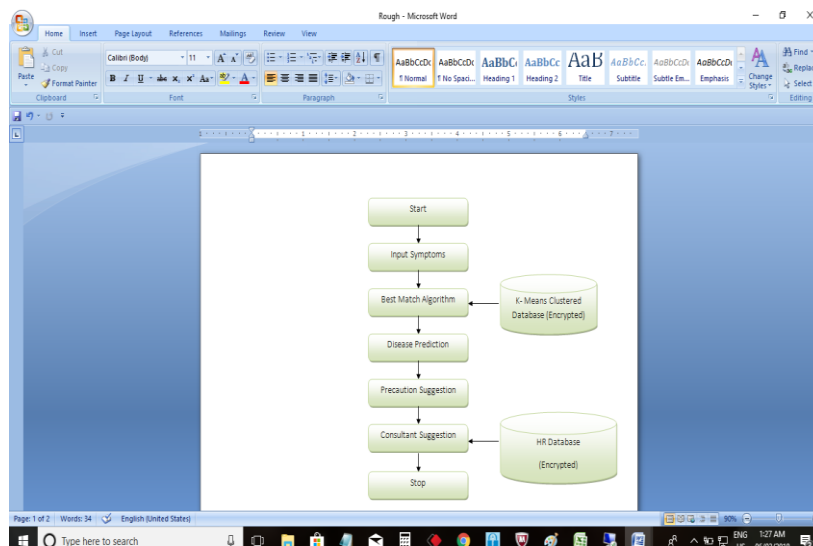 Rough - Microsoft Word
Home Insert Page Layout References Mailings Review View
Cut
Copy
Format Painter
Paste
Clipboard
Calibri (Body) 11
Font
Paragraph
AaBbCcDc AaBbCcDc AaBbC AaBbCc AaB AaBbCc. AaBbCcDc AaBbCcDc
¶ Normal ¶ No Spaci... Heading 1 Heading 2 Title Subtitle Subtle Em... Emphasis
Styles
Change
Styles
Find
Select
Editing
Start
Input Symptoms
Best Match Algorithm
K- Means Clustered
Database (Encrypted)
Disease Prediction
Precaution Suggestion
Consultant Suggestion
HR Database
(Encrypted)
Stop
Page: 1 of 2 Words: 34 English (United States) 90%
Type here to search
ENG 1:27 AM